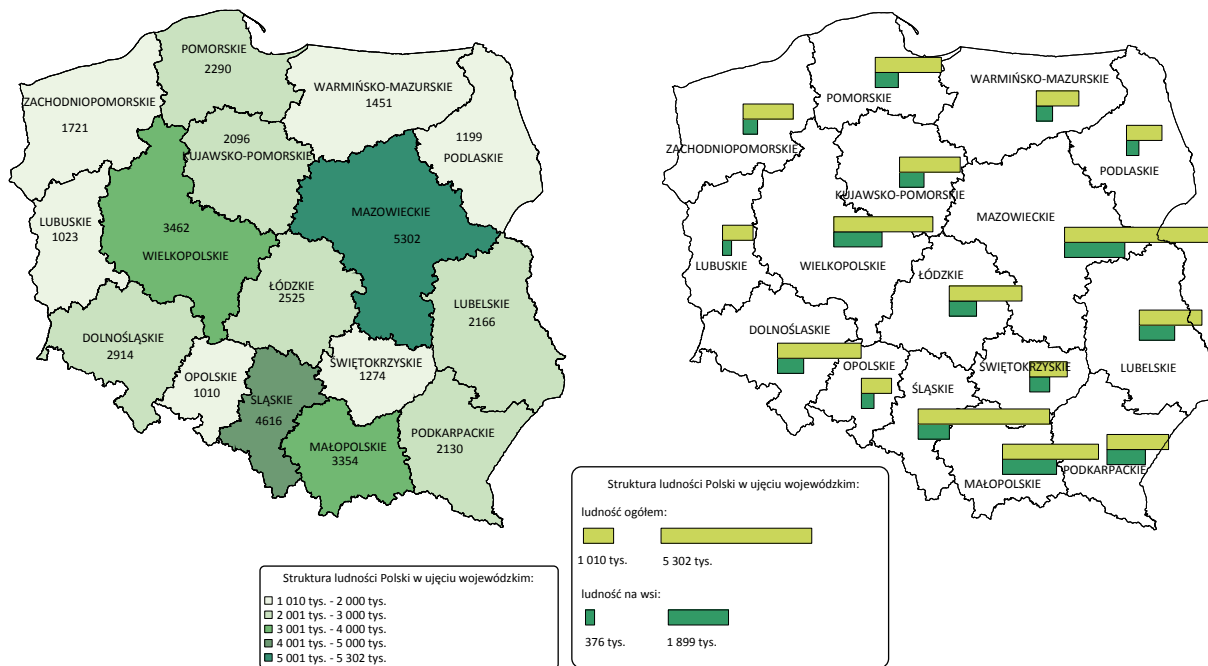 POMORSKIE
2290
WARMIŃSKO-MAZURSKIE
1451
ZACHODNIOPOMORSKIE
1721
2096
KUJAWSKO-POMORSKIE
1199
PODLASKIE
LUBUSKIE
1023
3462
WIELKOPOLSKIE
MAZOWIECKIE
5302
ŁÓDZKIE
2525
LUBELSKIE
2166
DOLNOŚLĄSKIE
2914
OPOLSKIE
1010
ŚWIĘTOKRZYSKIE
1274
ŚLĄSKIE
4616
MAŁOPOLSKIE
3354
PODKARPACKIE
2130
Struktura ludności Polski w ujęciu wojewódzkim:
1 010 tys. - 2 000 tys.
2 001 tys. - 3 000 tys.
3 001 tys. - 4 000 tys.
4 001 tys. - 5 000 tys.
5 001 tys. - 5 302 tys.
WARMIŃSKO-MAZURSKIE
POMORSKIE
ZACHODNIOPOMORSKIE
PODLASKIE
KUJAWSKO-POMORSKIE
MAZOWIECKIE
LUBUSKIE
WIELKOPOLSKIE
ŁÓDZKIE
DOLNOŚLASKIE
OPOLSKIE
ŚWIĘTOKRZYSKIE
LUBELSKIE
ŚLĄSKIE
PODKARPACKIE
MAŁOPOLSKIE
Struktura ludności Polski w ujęciu wojewódzkim:
ludność ogółem:
1 010 tys. 5 302 tys.
ludność na wsi:
376 tys. 1 899 tys.